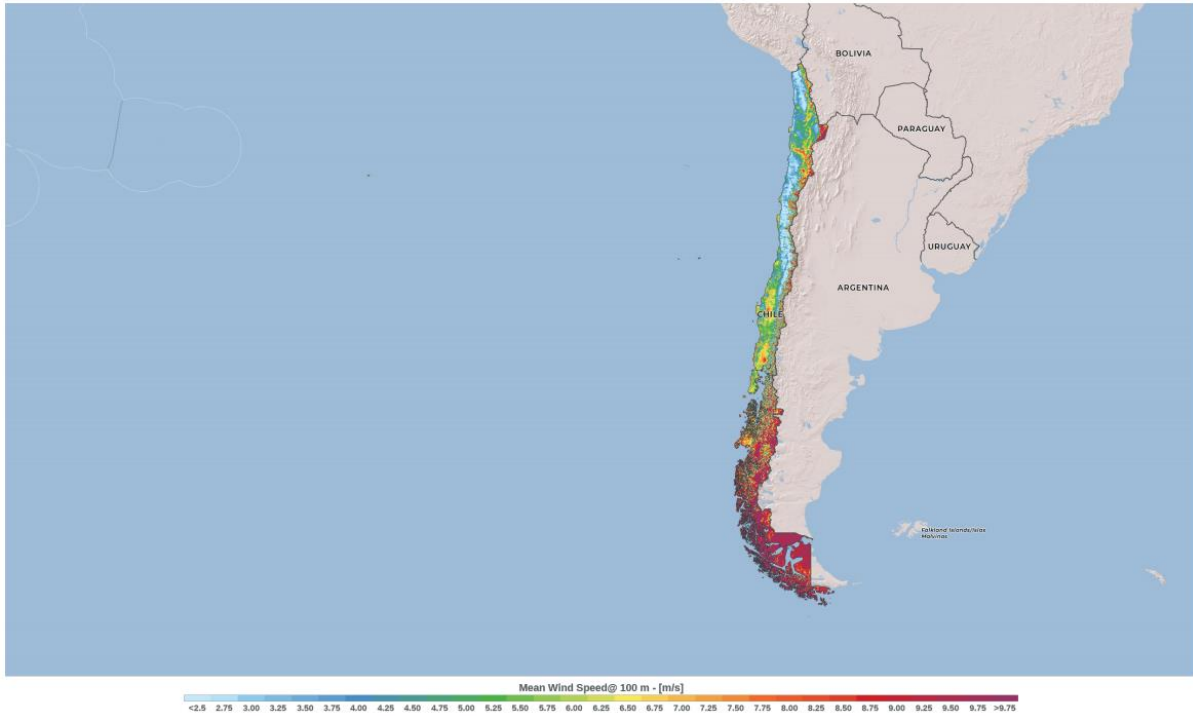 BOLIVIA
PARAGUAY
URUGUAY
ARGENTINA
CHILE
Falkland Islands/Islas
Malvinas
Mean Wind Speed@ 100 m - [m/s]
<2.5 2.75 3.00 3.25 3.50 3.75 4.00 4.25 4.50 4.75 5.00 5.25 5.50 5.75 6.00 6.25 6.50 6.75 7.00 7.25 7.50 7.75 8.00 8.25 8.50 8.75 9.00 9.25 9.50 9.75 >9.75